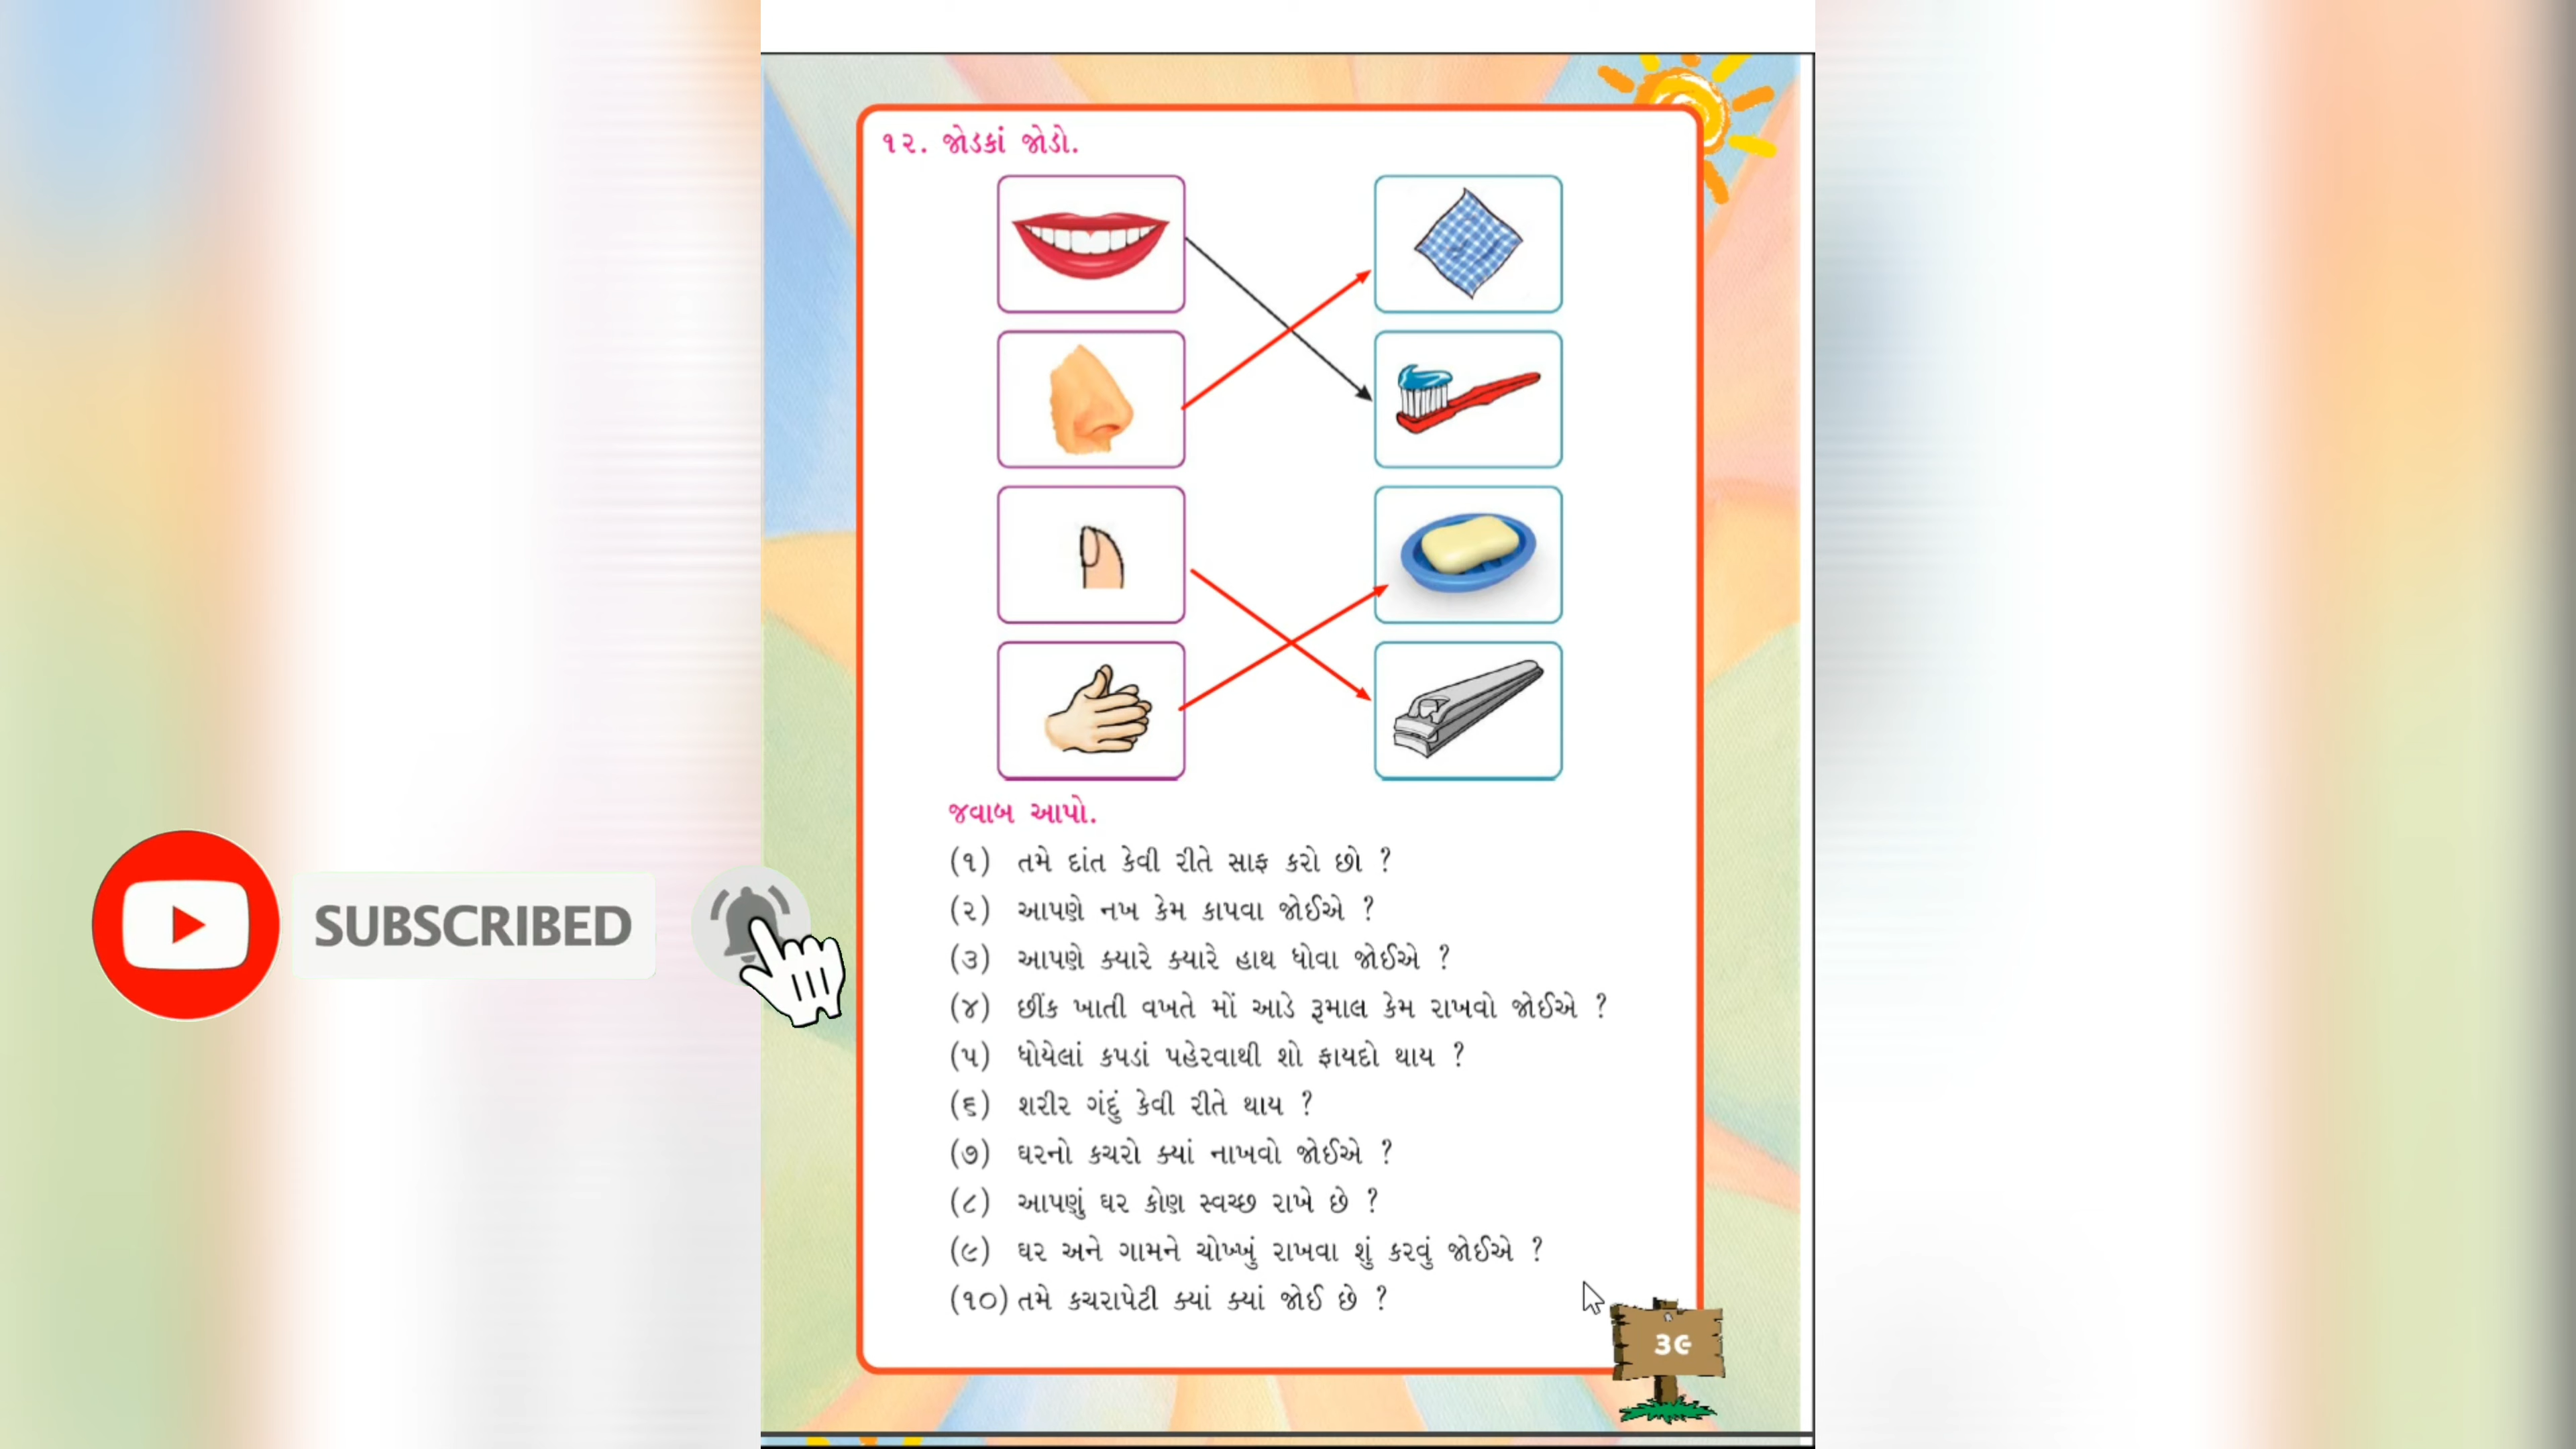 ૧૨. જોડકાં જોડો.
જવાબ આપો.
(૧) તમે દાંત કેવી રીતે સાફ કરો છો ?
(૨) આપણે નખ કેમ કાપવા જોઈએ ?
(૩) આપણે ક્યારે ક્યારે હાથ ધોવા જોઈએ ?
(૪) છીંક ખાતી વખતે મોં આડે રૂમાલ કેમ રાખવો જોઈએ ?
(૫) ધોયેલાં કપડાં પહેરવાથી શો ફાયદો થાય ?
(૬) શરીર ગંદું કેવી રીતે થાય ?
(૭) ઘરનો કચરો ક્યાં નાખવો જોઈએ ?
(૮) આપણું ઘર કોણ સ્વચ્છ રાખે છે ?
(૯) ઘર અને ગામને ચોખ્ખું રાખવા શું કરવું જોઈએ ?
(૧૦) તમે કચરાપેટી ક્યાં ક્યાં જોઈ છે ?
૩૯
SUBSCRIBED